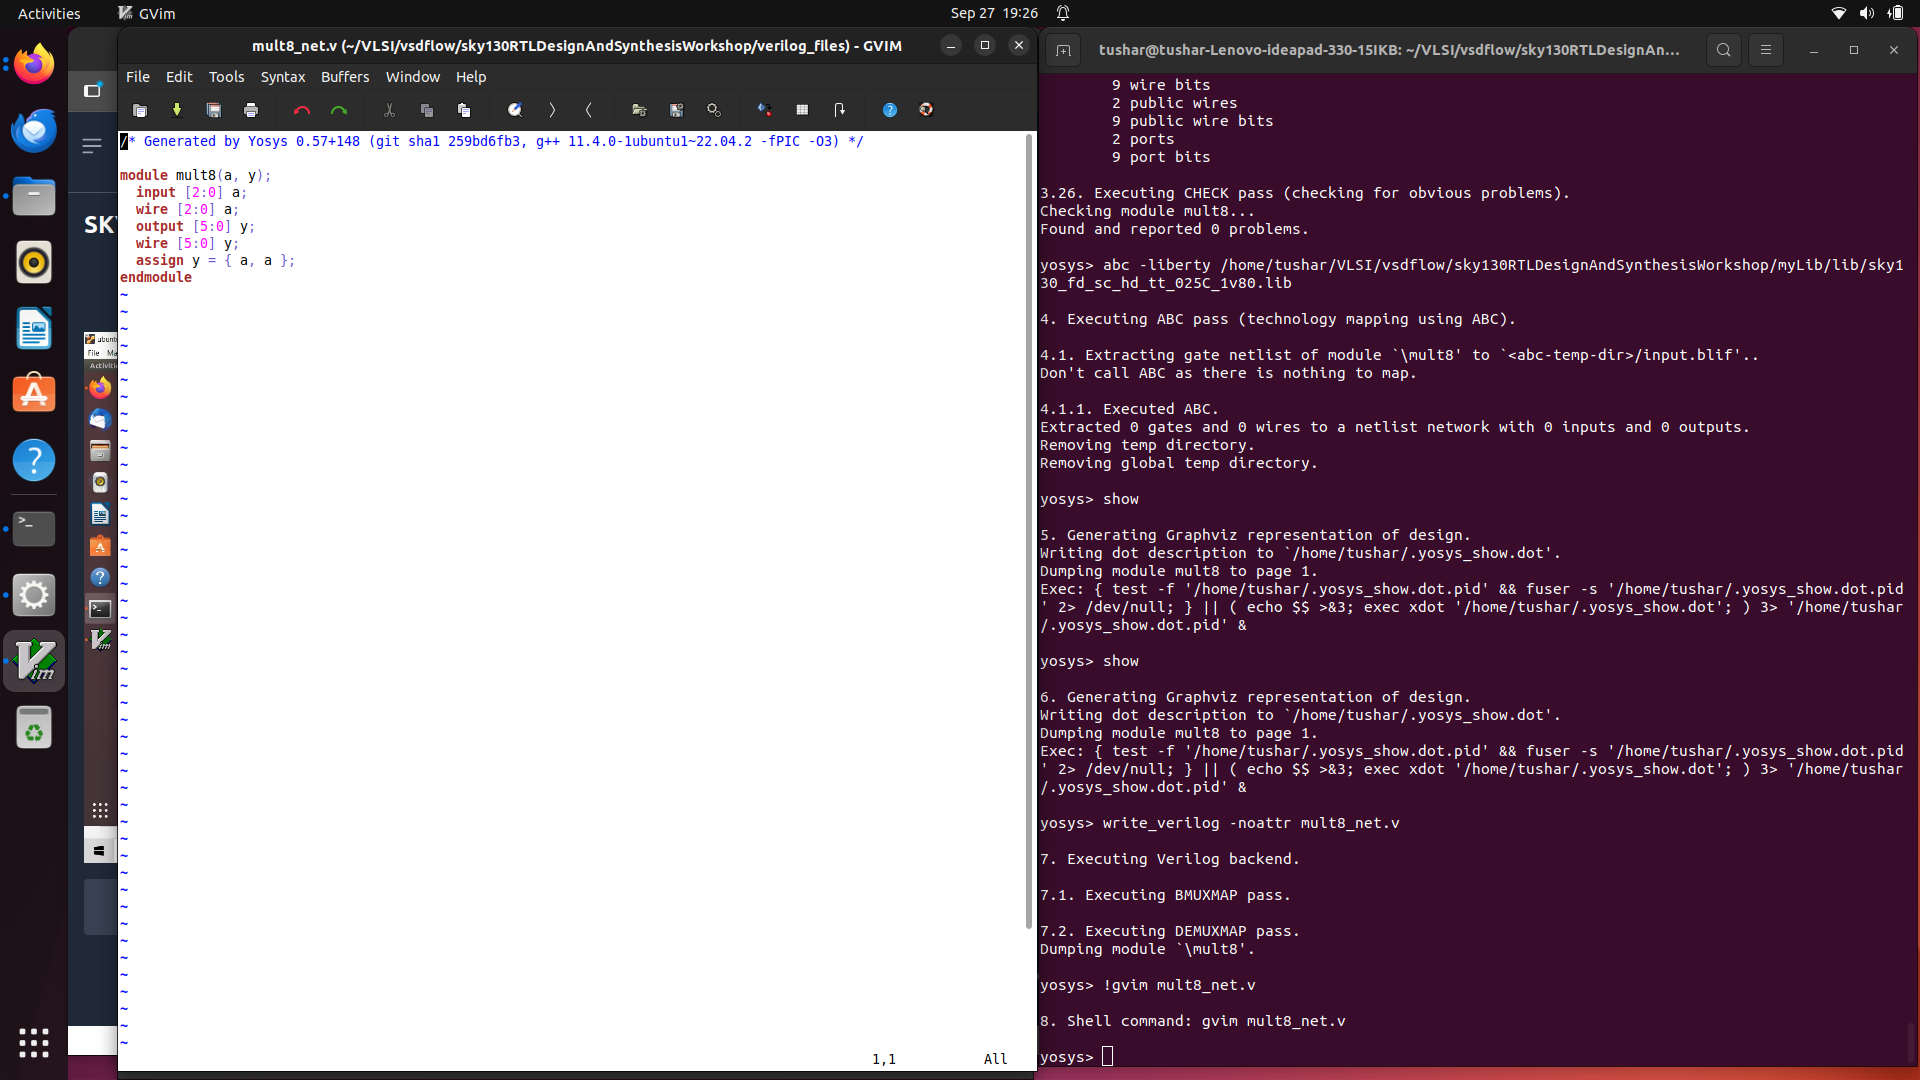 Activities
GVim
Sep 27 19:26
mult8_net.v (~/VLSI/vsdflow/sky130RTLDesignAndSynthesisWorkshop/verilog_files) - GVIM
File Edit Tools Syntax Buffers Window Help
/* Generated by Yosys 0.57+148 (git sha1 259bd6fb3, g++ 11.4.0-1ubuntu1~22.04.2 -fPIC -O3) */
module mult8(a, y);
input [2:0] a;
wire [2:0] a;
output [5:0] y;
wire [5:0] y;
assign y = { a, a };
endmodule
1,1 All
SK
ubunt
File Ma
Activiti
tushar@tushar-Lenovo-ideapad-330-15IKB: ~/VLSI/vsdflow/sky130RTLDesignAn...
9 wire bits
2 public wires
9 public wire bits
2 ports
9 port bits
3.26. Executing CHECK pass (checking for obvious problems).
Checking module mult8...
Found and reported 0 problems.
yosys> abc -liberty /home/tushar/VLSI/vsdflow/sky130RTLDesignAndSynthesisWorkshop/myLib/lib/sky1
30_fd_sc_hd_tt_025C_1v80.lib
4. Executing ABC pass (technology mapping using ABC).
4.1. Extracting gate netlist of module `\mult8' to `<abc-temp-dir>/input.blif'..
Don't call ABC as there is nothing to map.
4.1.1. Executed ABC.
Extracted 0 gates and 0 wires to a netlist network with 0 inputs and 0 outputs.
Removing temp directory.
Removing global temp directory.
yosys> show
5. Generating Graphviz representation of design.
Writing dot description to `/home/tushar/.yosys_show.dot'.
Dumping module mult8 to page 1.
Exec: { test -f '/home/tushar/.yosys_show.dot.pid' && fuser -s '/home/tushar/.yosys_show.dot.pid
' 2> /dev/null; } || ( echo $$ >&3; exec xdot '/home/tushar/.yosys_show.dot'; ) 3> '/home/tushar
/.yosys_show.dot.pid' &
yosys> show
6. Generating Graphviz representation of design.
Writing dot description to `/home/tushar/.yosys_show.dot'.
Dumping module mult8 to page 1.
Exec: { test -f '/home/tushar/.yosys_show.dot.pid' && fuser -s '/home/tushar/.yosys_show.dot.pid
' 2> /dev/null; } || ( echo $$ >&3; exec xdot '/home/tushar/.yosys_show.dot'; ) 3> '/home/tushar
/.yosys_show.dot.pid' &
yosys> write_verilog -noattr mult8_net.v
7. Executing Verilog backend.
7.1. Executing BMUXMAP pass.
7.2. Executing DEMUXMAP pass.
Dumping module `\mult8'.
yosys> !gvim mult8_net.v
8. Shell command: gvim mult8_net.v
yosys>